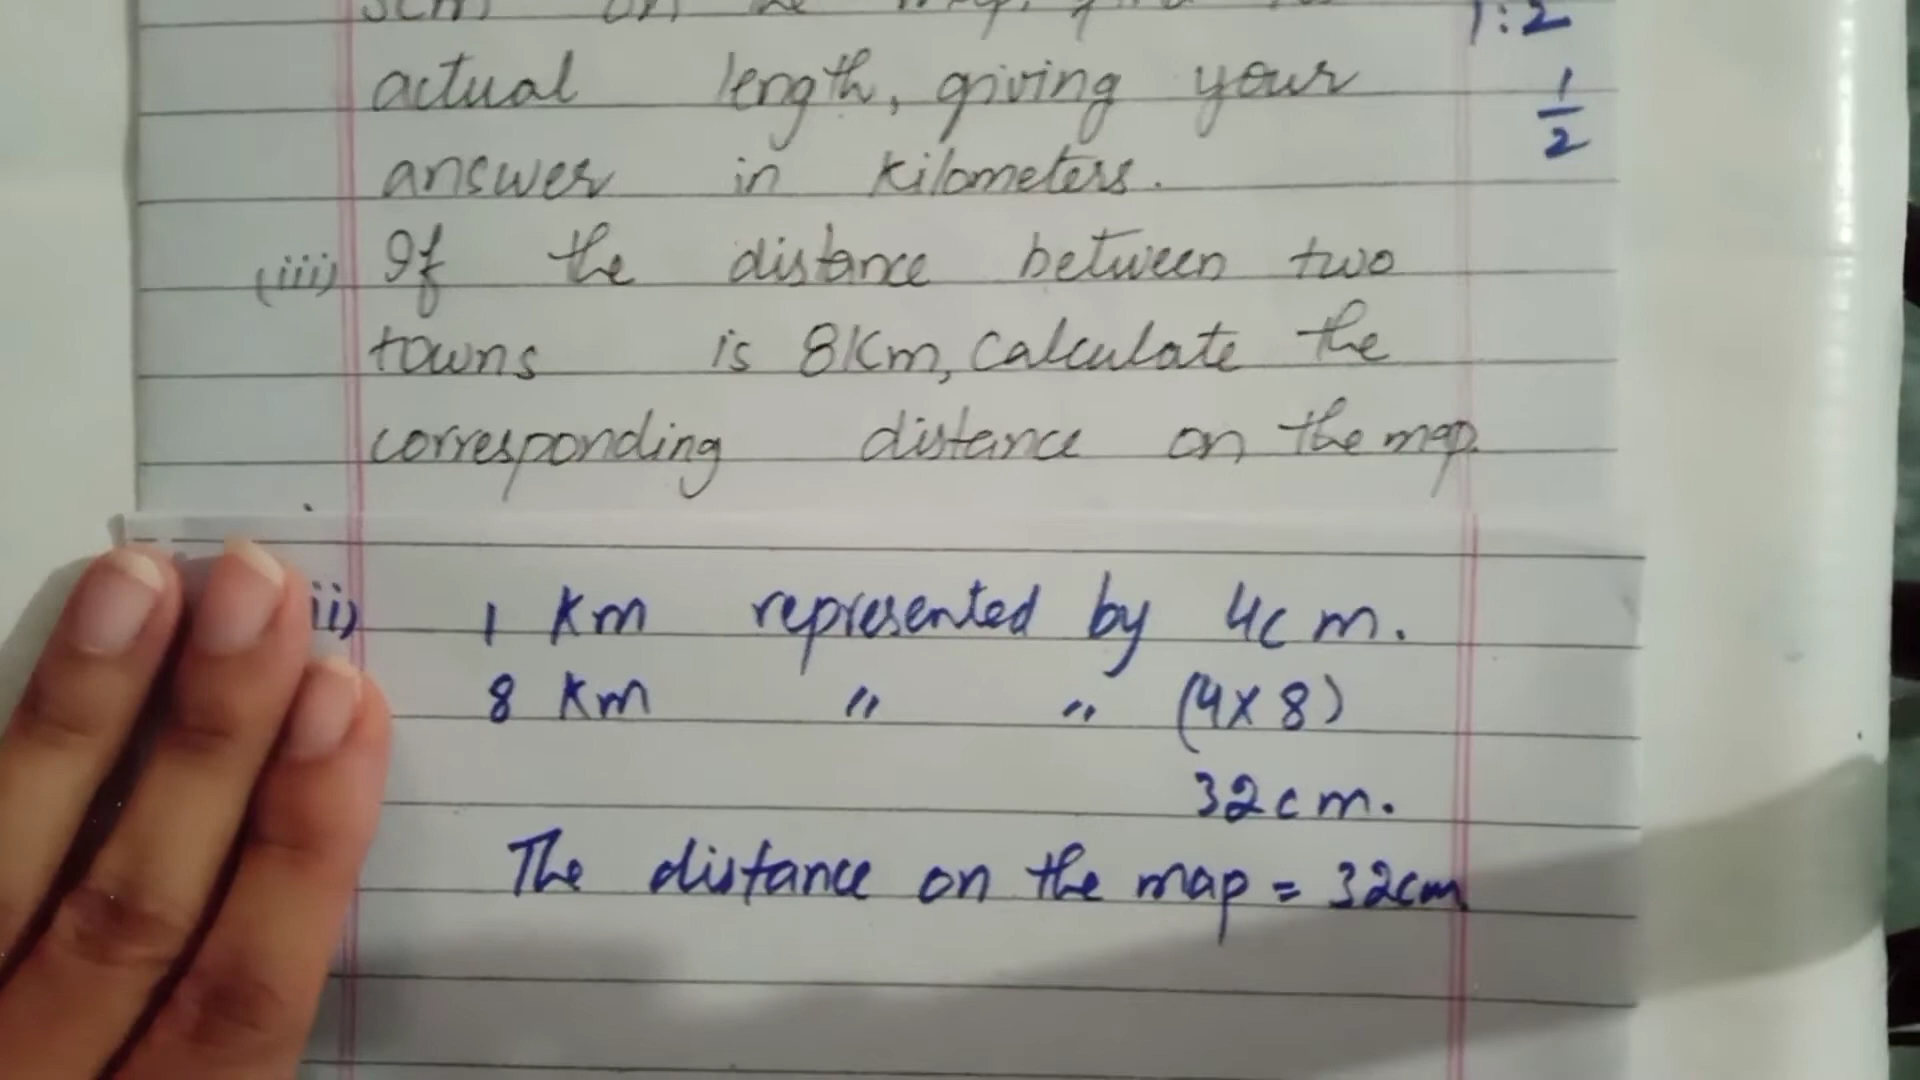 1:2
actual length, giving your
1
2
answer in kilometers.
(iii) If the distance between two
towns is 8Km, calculate the
corresponding distance on the map.
ii) 1 Km represented by 4cm.
8 Km " " (4x8)
32cm.
The distance on the map = 32cm